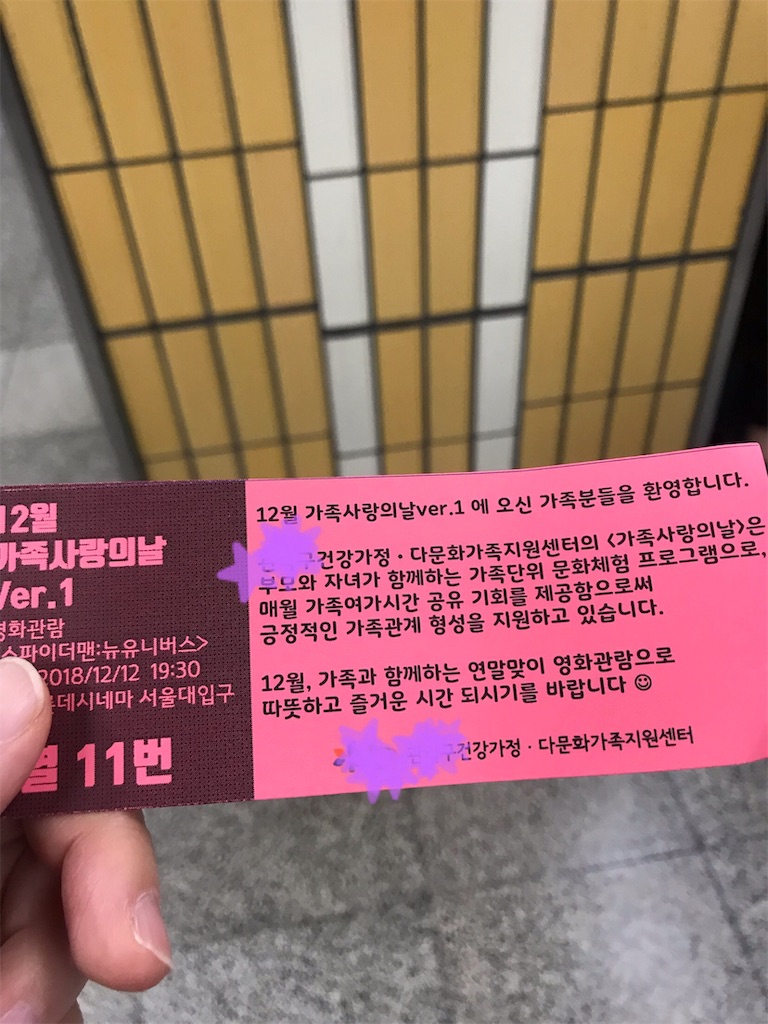 12월
가족사랑의날
ver.1
영화관람
스파이더맨:뉴유니버스>
2018/12/12 19:30
데시네마 서울대입구
열 11번
12월 가족사랑의날ver.1 에 오신 가족분들을 환영합니다.
구건강가정·다문화가족지원센터의 <가족사랑의날>은
부모와 자녀가 함께하는 가족단위 문화체험 프로그램으로,
매월 가족여가시간 공유 기회를 제공함으로써
긍정적인 가족관계 형성을 지원하고 있습니다.
12월, 가족과 함께하는 연말맞이 영화관람으로
따뜻하고 즐거운 시간 되시기를 바랍니다 ☺
구건강가정·다문화가족지원센터